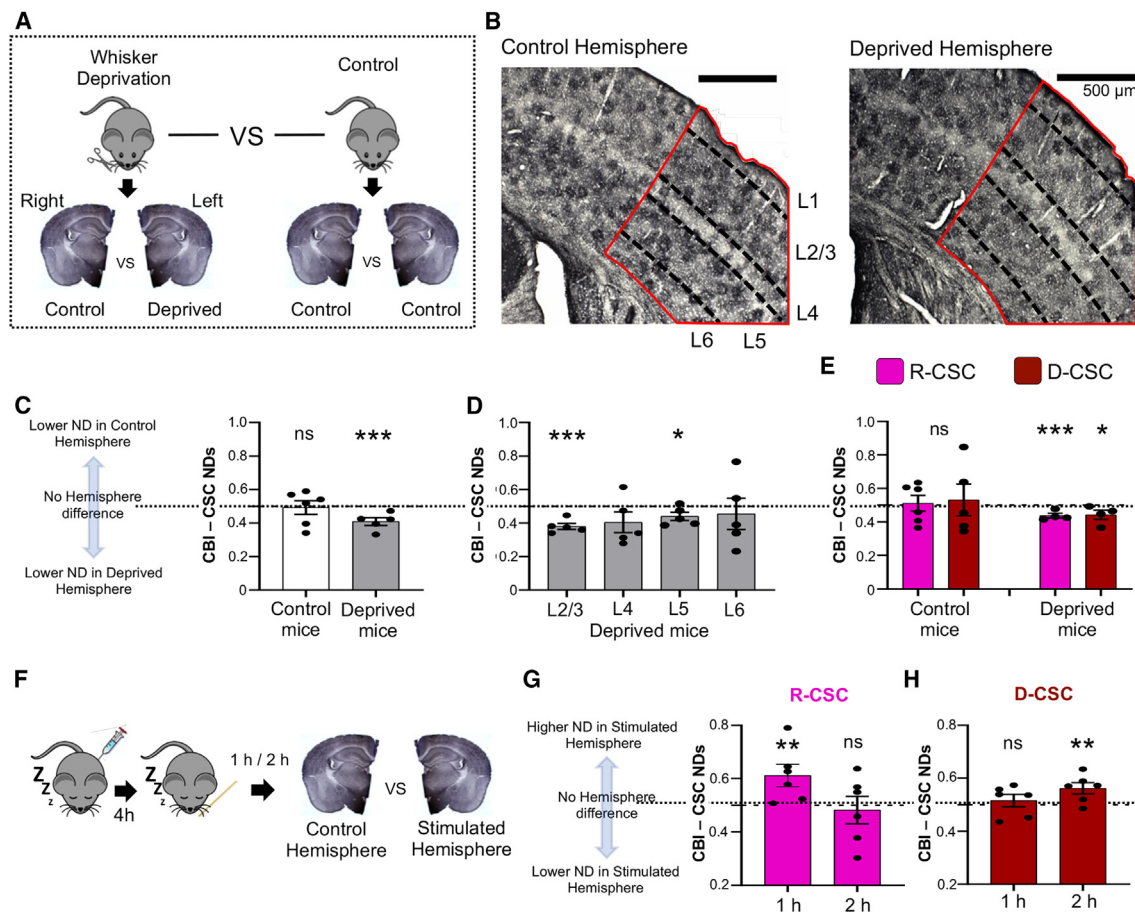 A
Whisker
Deprivation
Control
VS
Right
Left
VS
VS
Control
Deprived
Control
Control
B
Control Hemisphere
Deprived Hemisphere
500 µm
L1
L2/3
L4
L6
L5
C
Lower ND in Control
Hemisphere
No Hemisphere
difference
Lower ND in Deprived
Hemisphere
CBI – CSC NDs
1.0
0.8
0.6
0.4
0.2
0
ns
***
Control
mice
Deprived
mice
D
CBI – CSC NDs
1.0
0.8
0.6
0.4
0.2
0
***
*
L2/3
L4
L5
L6
Deprived mice
E
R-CSC
D-CSC
CBI – CSC NDs
1.0
0.8
0.6
0.4
0.2
0
ns
***
*
Control
mice
Deprived
mice
F
Z
Z
Z
z
4h
Z
Z
Z
z
1 h / 2 h
VS
Control
Hemisphere
Stimulated
Hemisphere
G
R-CSC
Higher ND in Stimulated
Hemisphere
No Hemisphere
difference
Lower ND in Stimulated
Hemisphere
CBI – CSC NDs
0.8
0.6
0.4
0.2
**
ns
1 h
2 h
H
D-CSC
CBI – CSC NDs
0.8
0.6
0.4
0.2
ns
**
1 h
2 h